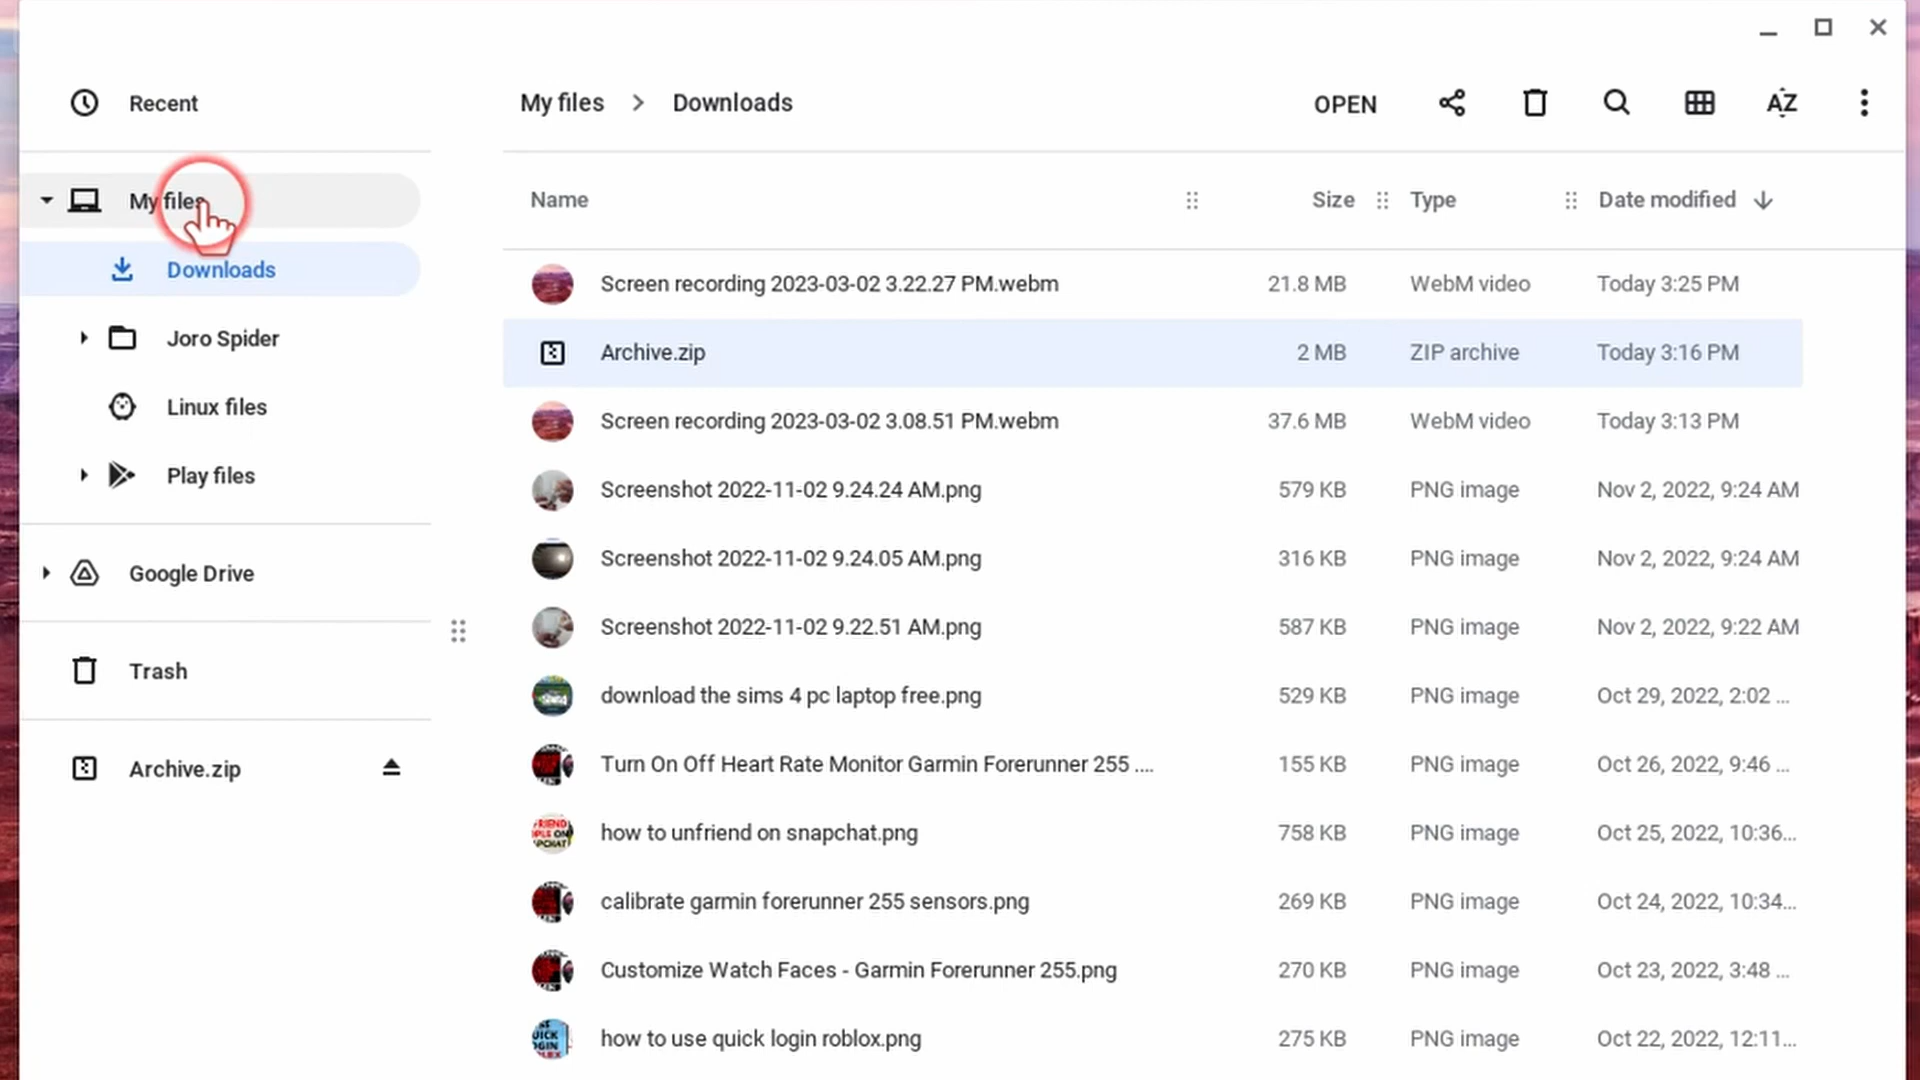 Recent
My files > Downloads
OPEN
AZ
My files
Downloads
Joro Spider
Linux files
Play files
Google Drive
Trash
Archive.zip
Name Size Type Date modified
Screen recording 2023-03-02 3.22.27 PM.webm 21.8 MB WebM video Today 3:25 PM
Archive.zip 2 MB ZIP archive Today 3:16 PM
Screen recording 2023-03-02 3.08.51 PM.webm 37.6 MB WebM video Today 3:13 PM
Screenshot 2022-11-02 9.24.24 AM.png 579 KB PNG image Nov 2, 2022, 9:24 AM
Screenshot 2022-11-02 9.24.05 AM.png 316 KB PNG image Nov 2, 2022, 9:24 AM
Screenshot 2022-11-02 9.22.51 AM.png 587 KB PNG image Nov 2, 2022, 9:22 AM
download the sims 4 pc laptop free.png 529 KB PNG image Oct 29, 2022, 2:02 ...
Turn On Off Heart Rate Monitor Garmin Forerunner 255 .... 155 KB PNG image Oct 26, 2022, 9:46 ...
how to unfriend on snapchat.png 758 KB PNG image Oct 25, 2022, 10:36...
calibrate garmin forerunner 255 sensors.png 269 KB PNG image Oct 24, 2022, 10:34...
Customize Watch Faces - Garmin Forerunner 255.png 270 KB PNG image Oct 23, 2022, 3:48 ...
how to use quick login roblox.png 275 KB PNG image Oct 22, 2022, 12:11...